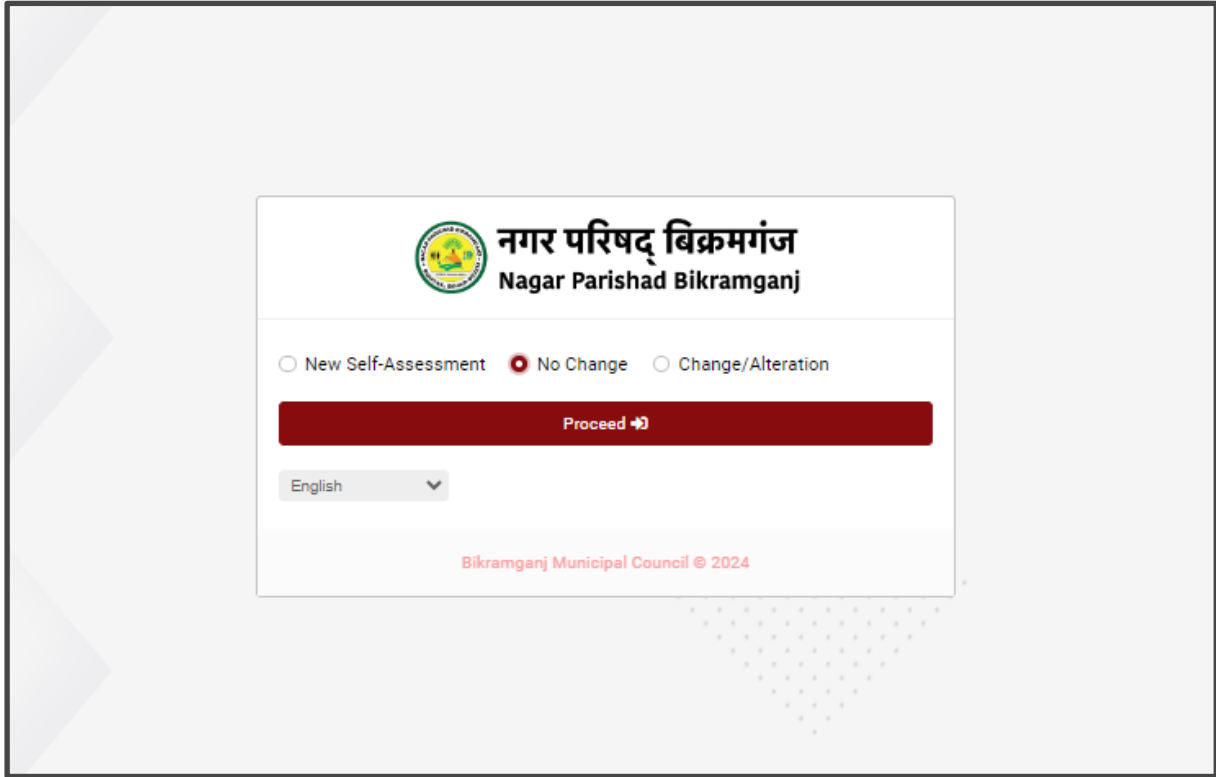 नगर परिषद् बिक्रमगंज
Nagar Parishad Bikramganj
New Self-Assessment No Change Change/Alteration
Proceed
English
Bikramganj Municipal Council © 2024